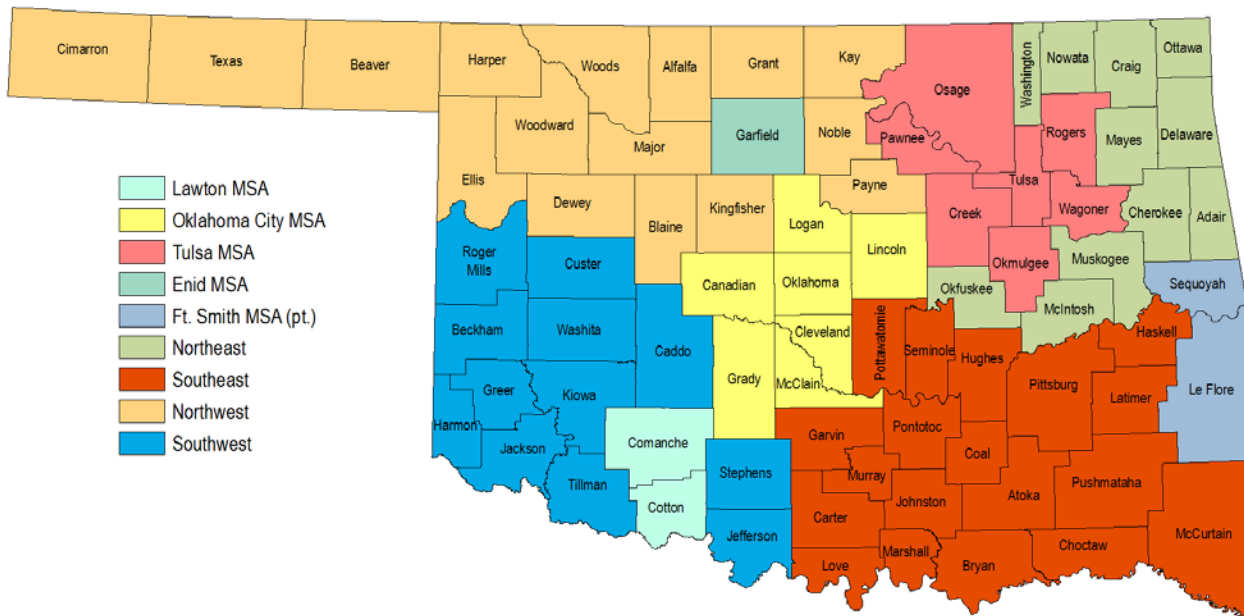 Cimarron
Texas
Beaver
Harper
Woods
Alfalfa
Grant
Kay
Osage
Washington
Nowata
Craig
Ottawa
Woodward
Major
Garfield
Noble
Pawnee
Rogers
Mayes
Delaware
Ellis
Dewey
Blaine
Kingfisher
Logan
Payne
Creek
Tulsa
Wagoner
Cherokee
Adair
Lawton MSA
Oklahoma City MSA
Tulsa MSA
Enid MSA
Ft. Smith MSA (pt.)
Northeast
Southeast
Northwest
Southwest
Roger
Mills
Custer
Canadian
Oklahoma
Lincoln
Okmulgee
Muskogee
Okfuskee
McIntosh
Sequoyah
Beckham
Washita
Caddo
Grady
Cleveland
McClain
Pottawatomie
Seminole
Hughes
Pittsburg
Haskell
Latimer
Le Flore
Harmon
Greer
Kiowa
Jackson
Tillman
Comanche
Cotton
Stephens
Jefferson
Garvin
Murray
Pontotoc
Coal
Carter
Johnston
Atoka
Pushmataha
McCurtain
Love
Marshall
Bryan
Choctaw